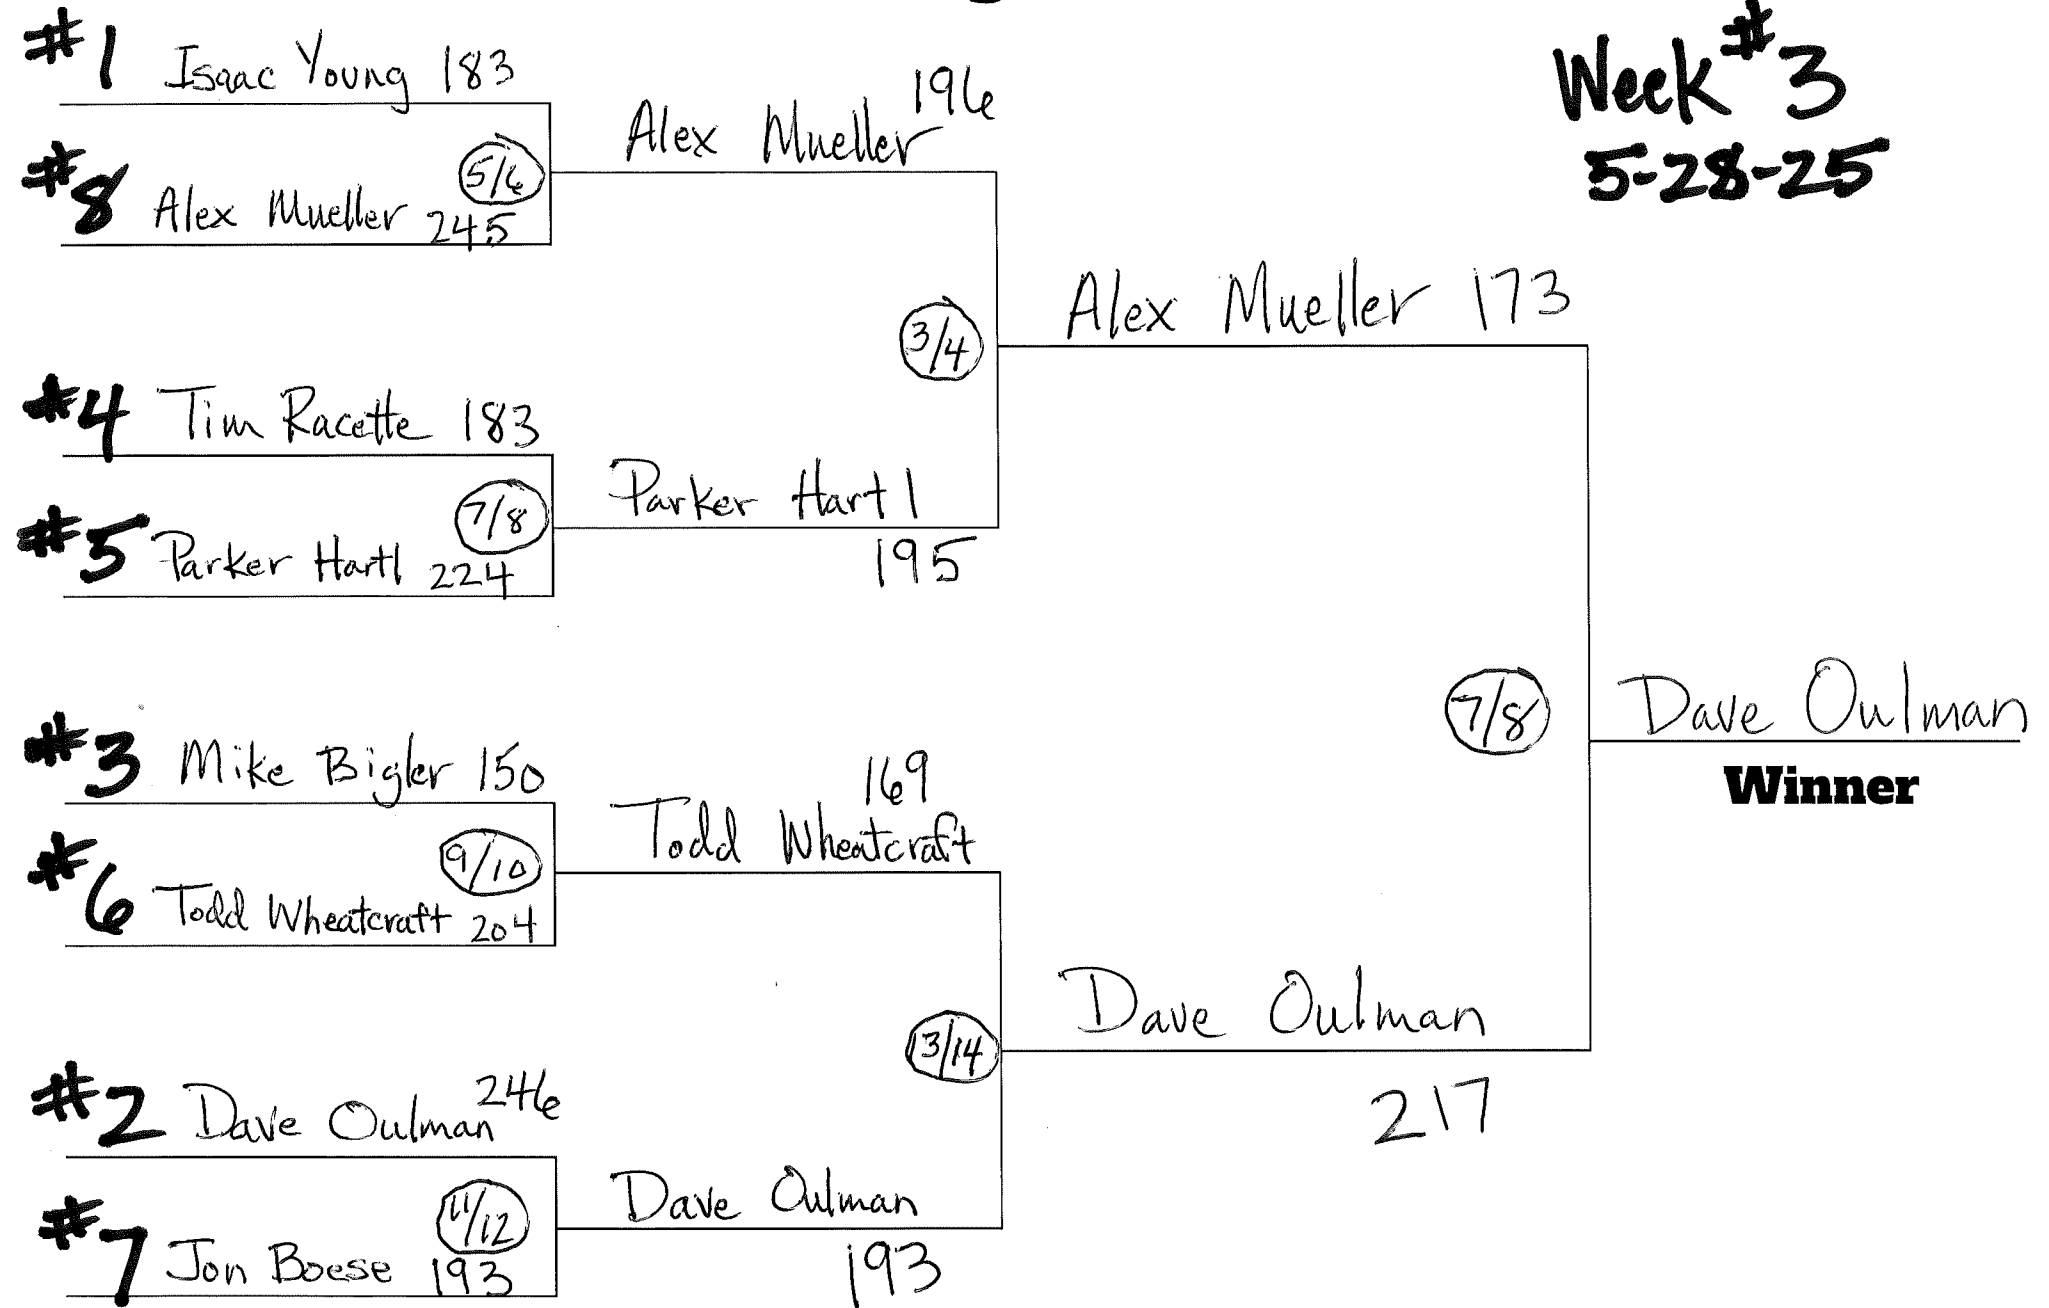 Week #3
5-28-25
#1 Isaac Young 183
5/6
#8 Alex Mueller 245
Alex Mueller 196
#4 Tim Racette 183
7/8
#5 Parker Hartl 224
Parker Hartl
195
3/4
Alex Mueller 173
#3 Mike Bigler 150
9/10
#6 Todd Wheatcraft 204
169
Todd Wheatcraft
#2 Dave Oulman 246
11/12
#7 Jon Boese 193
Dave Oulman
193
13/14
Dave Oulman
217
7/8
Dave Oulman
Winner